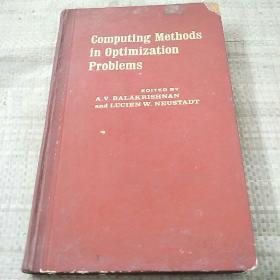 Computing Methods
in Optimization
Problems
EDITED BY
A. V. BALAKRISHNAN
and LUCIEN W. NEUSTADT